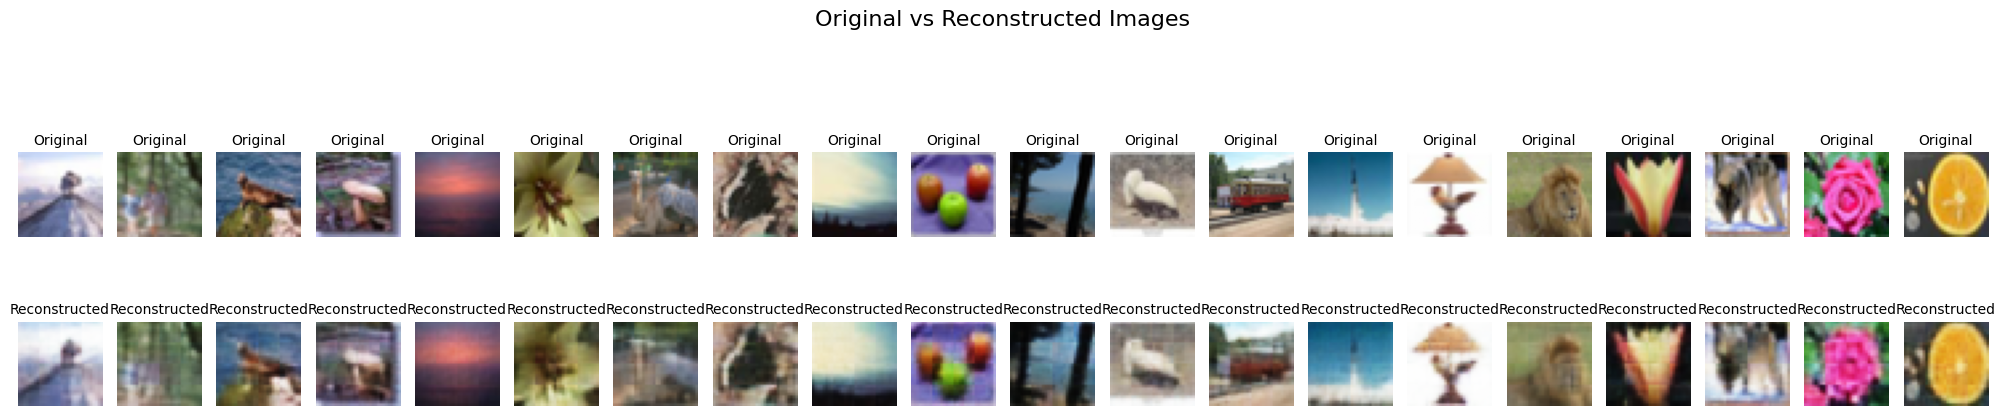 Original vs Reconstructed Images
Original Original Original Original Original Original Original Original Original Original Original Original Original Original Original Original Original Original Original Original
Reconstructed Reconstructed Reconstructed Reconstructed Reconstructed Reconstructed Reconstructed Reconstructed Reconstructed Reconstructed Reconstructed Reconstructed Reconstructed Reconstructed Reconstructed Reconstructed Reconstructed Reconstructed Reconstructed Reconstructed